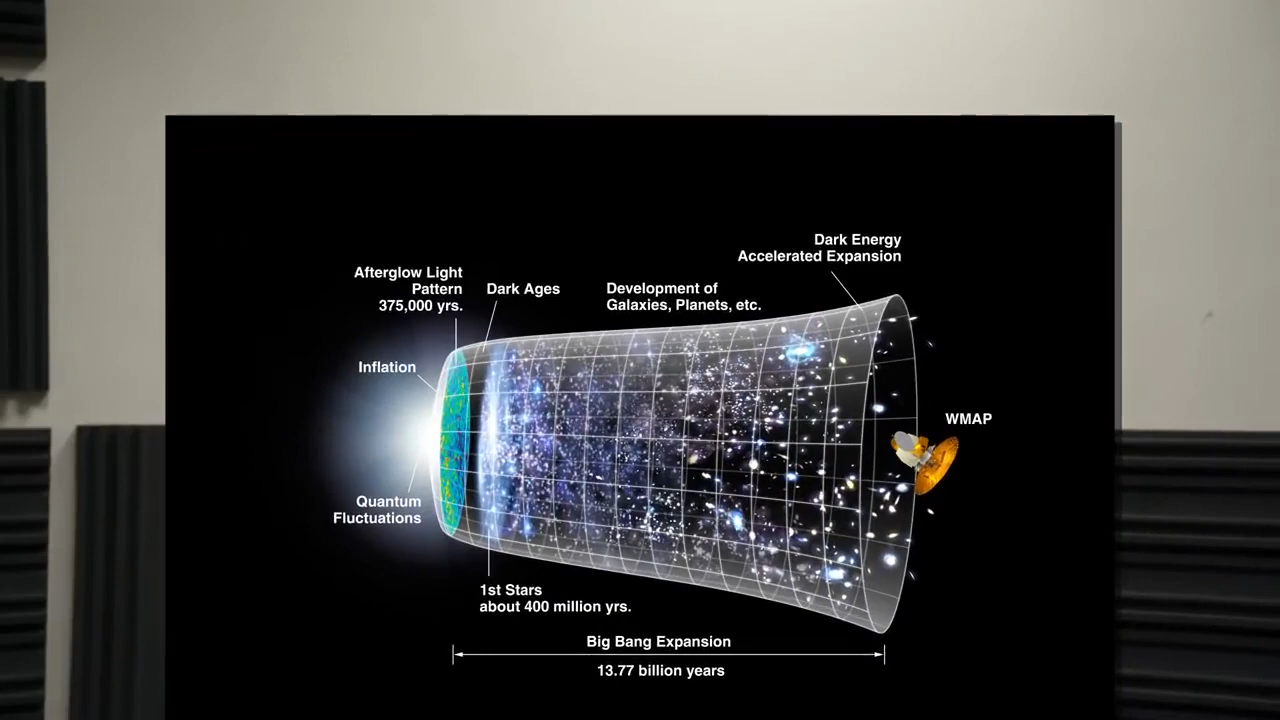 Dark Energy
Accelerated Expansion
Afterglow Light
Pattern
375,000 yrs.
Dark Ages
Development of
Galaxies, Planets, etc.
Inflation
WMAP
Quantum
Fluctuations
1st Stars
about 400 million yrs.
Big Bang Expansion
13.77 billion years